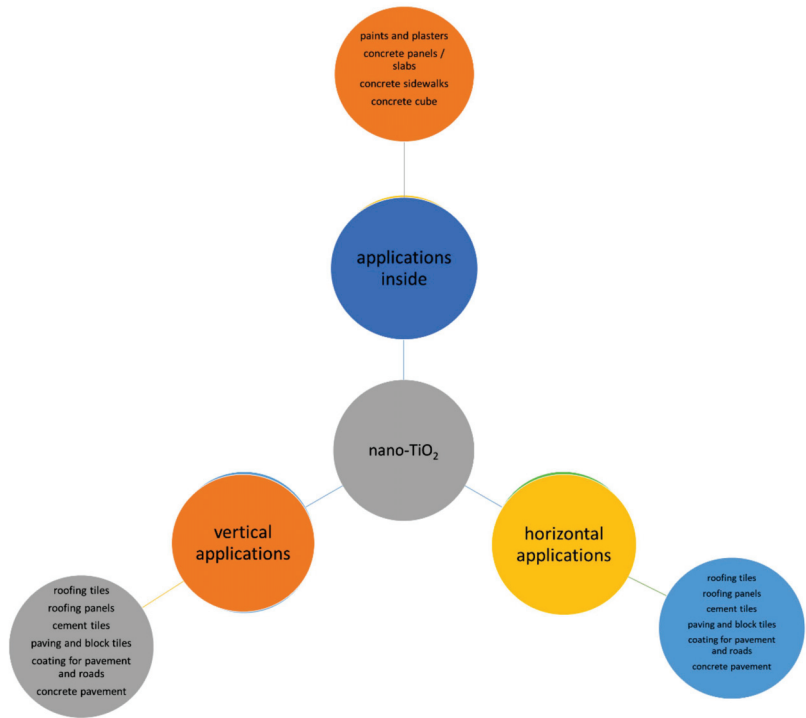 paints and plasters
concrete panels /
slabs
concrete sidewalks
concrete cube
applications
inside
nano-TiO₂
vertical
applications
horizontal
applications
roofing tiles
roofing panels
cement tiles
paving and block tiles
coating for pavement
and roads
concrete pavement
roofing tiles
roofing panels
cement tiles
paving and block tiles
coating for pavement
and roads
concrete pavement